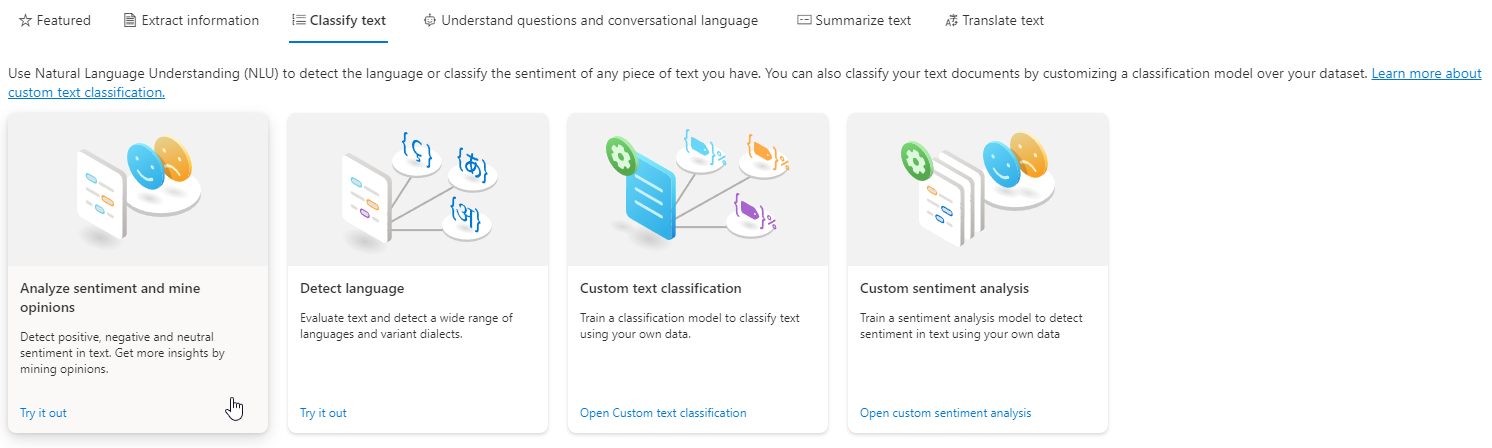 Featured
Extract information
Classify text
Understand questions and conversational language
Summarize text
Translate text
Use Natural Language Understanding (NLU) to detect the language or classify the sentiment of any piece of text you have. You can also classify your text documents by customizing a classification model over your dataset. Learn more about
custom text classification.
{ç}
{あ}
{अ}
%
%
%
Analyze sentiment and mine
opinions
Detect positive, negative and neutral
sentiment in text. Get more insights by
mining opinions.
Try it out
Detect language
Evaluate text and detect a wide range of
languages and variant dialects.
Try it out
Custom text classification
Train a classification model to classify text
using your own data.
Open Custom text classification
Custom sentiment analysis
Train a sentiment analysis model to detect
sentiment in text using your own data
Open custom sentiment analysis